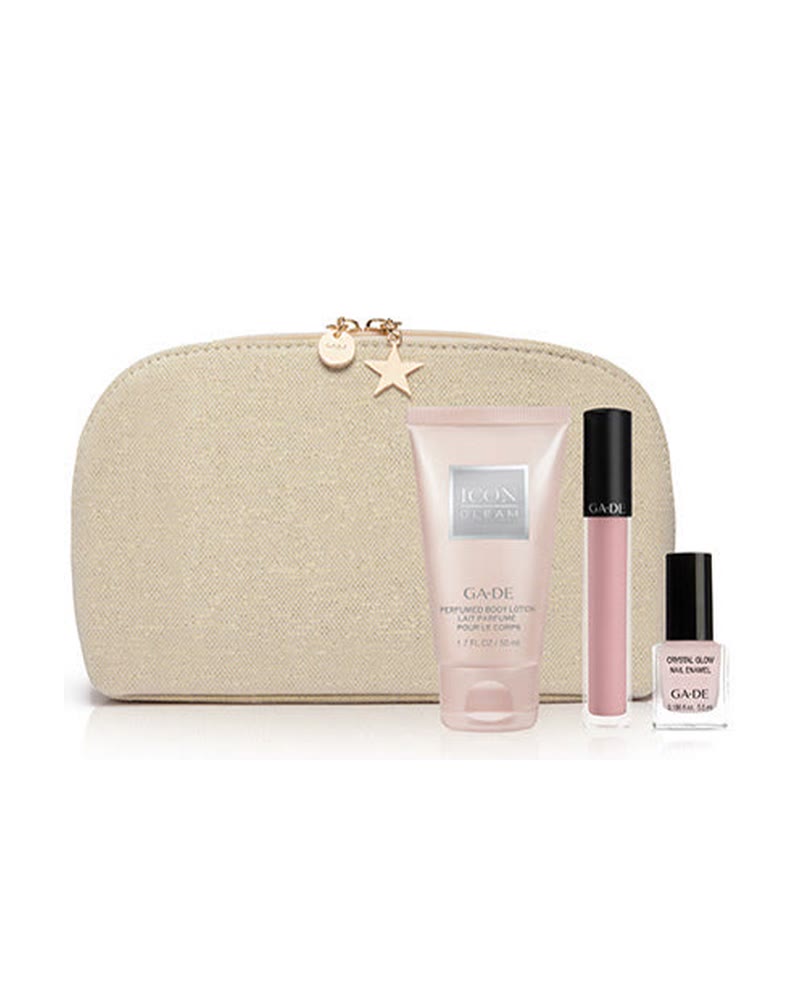 ICON
GLEAM
GA-DE
PERFUMED BODY LOTION
LAIT PARFUMÉ
POUR LE CORPS
1.7 FL.OZ / 50 ml
GA-DE
CRYSTAL GLOW
NAIL ENAMEL
GA-DE